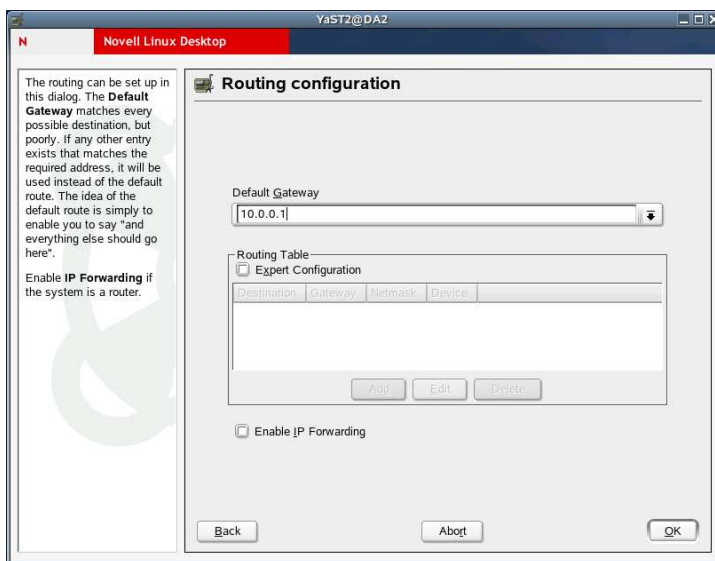 YaST2@DA2
N Novell Linux Desktop
The routing can be set up in
this dialog. The Default
Gateway matches every
possible destination, but
poorly. If any other entry
exists that matches the
required address, it will be
used instead of the default
route. The idea of the
default route is simply to
enable you to say "and
everything else should go
here".
Enable IP Forwarding if
the system is a router.
Routing configuration
Default Gateway
10.0.0.1
Routing Table
Expert Configuration
Destination Gateway Netmask Device
Add Edit Delete
Enable IP Forwarding
Back Abort OK